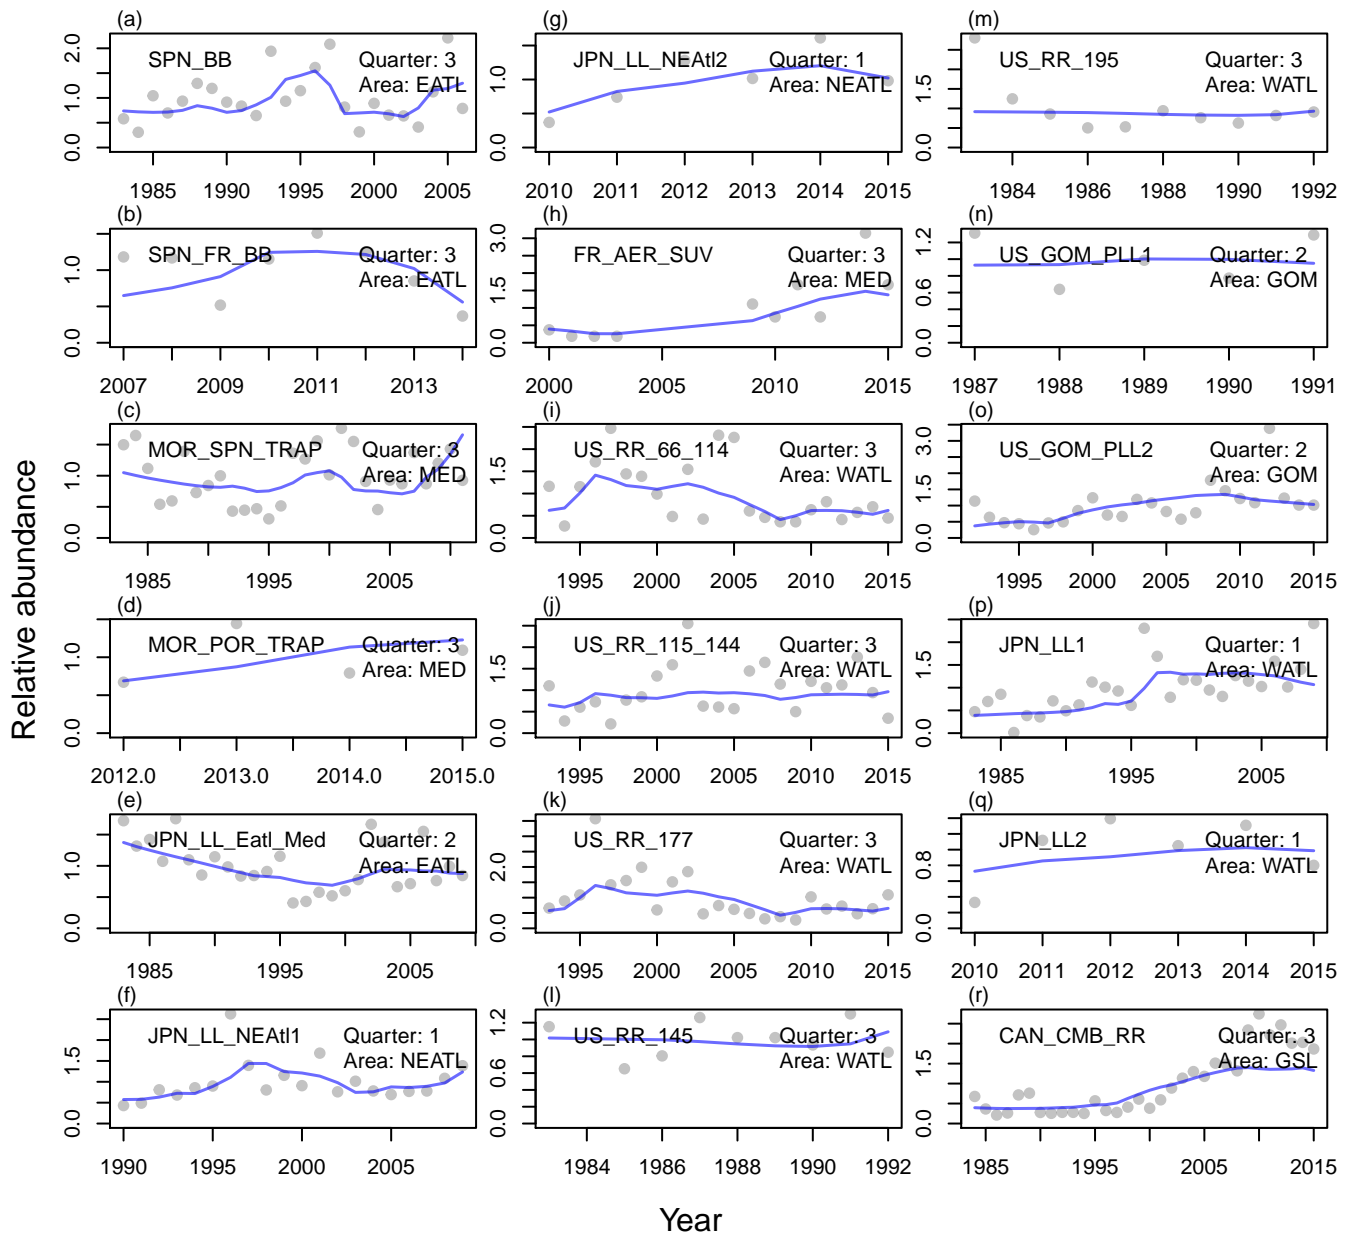 (a)
SPN_BB
Quarter: 3
Area: EATL
0.0 1.0 2.0
1985 1990 1995 2000 2005
(b)
SPN_FR_BB
Quarter: 3
Area: EATL
0.0 1.0
2007 2009 2011 2013
(c)
MOR_SPN_TRAP
Quarter: 3
Area: MED
0.0 1.0
1985 1995 2005
(d)
MOR_POR_TRAP
Quarter: 3
Area: MED
0.0 1.0
2012.0 2013.0 2014.0 2015.0
(e)
JPN_LL_Eatl_Med
Quarter: 2
Area: EATL
0.0 1.0
1985 1995 2005
(f)
JPN_LL_NEAtl1
Quarter: 1
Area: NEATL
0.0 1.5
1990 1995 2000 2005
(g)
JPN_LL_NEAtl2
Quarter: 1
Area: NEATL
0.0 1.0
2010 2011 2012 2013 2014 2015
(h)
FR_AER_SUV
Quarter: 3
Area: MED
0.0 1.5 3.0
2000 2005 2010 2015
(i)
US_RR_66_114
Quarter: 3
Area: WATL
0.0 1.5
1995 2000 2005 2010 2015
(j)
US_RR_115_144
Quarter: 3
Area: WATL
0.0 1.5
1995 2000 2005 2010 2015
(k)
US_RR_177
Quarter: 3
Area: WATL
0.0 2.0
1995 2000 2005 2010 2015
(l)
US_RR_145
Quarter: 3
Area: WATL
0.0 0.6 1.2
1984 1986 1988 1990 1992
(m)
US_RR_195
Quarter: 3
Area: WATL
0.0 1.5
1984 1986 1988 1990 1992
(n)
US_GOM_PLL1
Quarter: 2
Area: GOM
0.0 0.6 1.2
1987 1988 1989 1990 1991
(o)
US_GOM_PLL2
Quarter: 2
Area: GOM
0.0 1.5 3.0
1995 2000 2005 2010 2015
(p)
JPN_LL1
Quarter: 1
Area: WATL
0.0 1.5
1985 1995 2005
(q)
JPN_LL2
Quarter: 1
Area: WATL
0.0 0.8
2010 2011 2012 2013 2014 2015
(r)
CAN_CMB_RR
Quarter: 3
Area: GSL
0.0 1.5
1985 1995 2005 2015
Relative abundance
Year